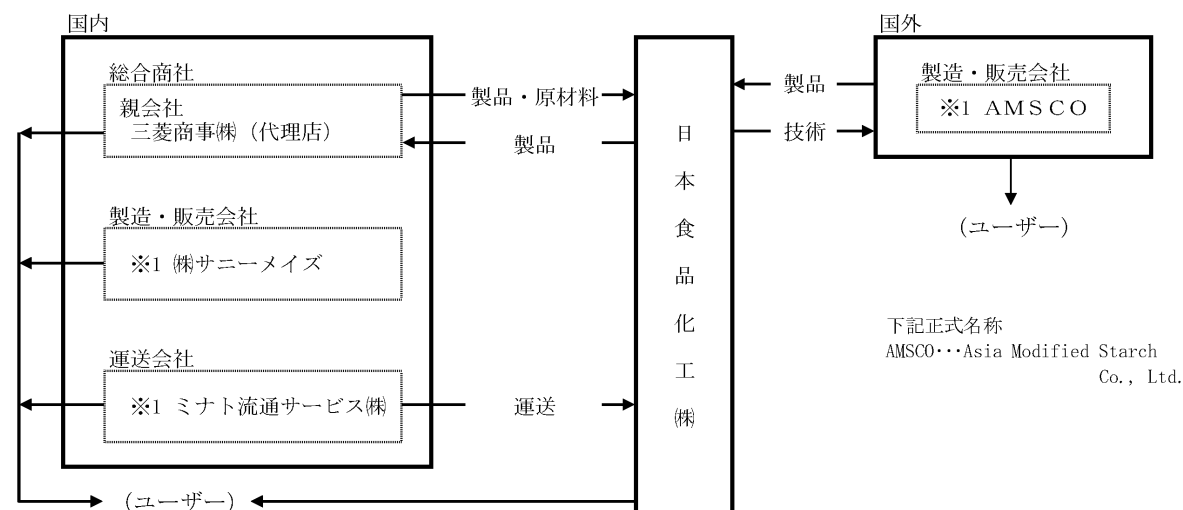 国内
総合商社
親会社
三菱商事㈱(代理店)
製品・原材料
製品
製造・販売会社
※1 ㈱サニーメイズ
運送会社
※1 ミナト流通サービス㈱
運送
(ユーザー)
日本食品化工㈱
国外
製造・販売会社
※1 AMSCO
製品
技術
(ユーザー)
下記正式名称
AMSCO・・・Asia Modified Starch
Co., Ltd.